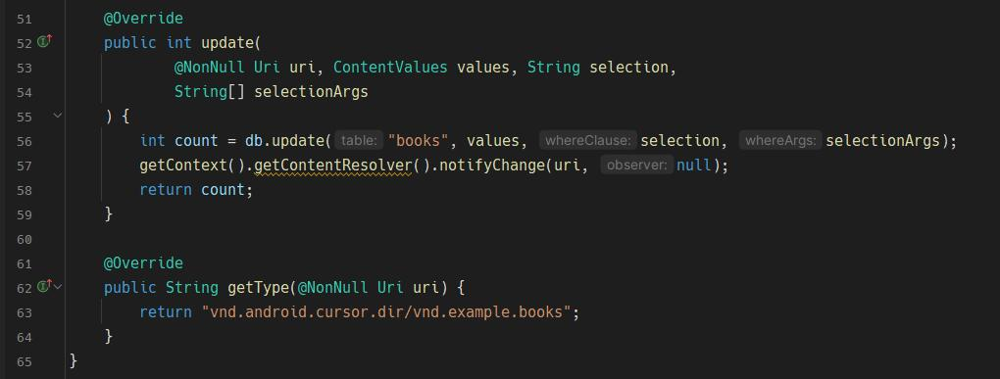 51 @Override
52 public int update(
53 @NonNull Uri uri, ContentValues values, String selection,
54 String[] selectionArgs
55 ) {
56 int count = db.update( table: "books", values, whereClause: selection, whereArgs: selectionArgs);
57 getContext().getContentResolver().notifyChange(uri, observer: null);
58 return count;
59 }
60
61 @Override
62 public String getType(@NonNull Uri uri) {
63 return "vnd.android.cursor.dir/vnd.example.books";
64 }
65 }